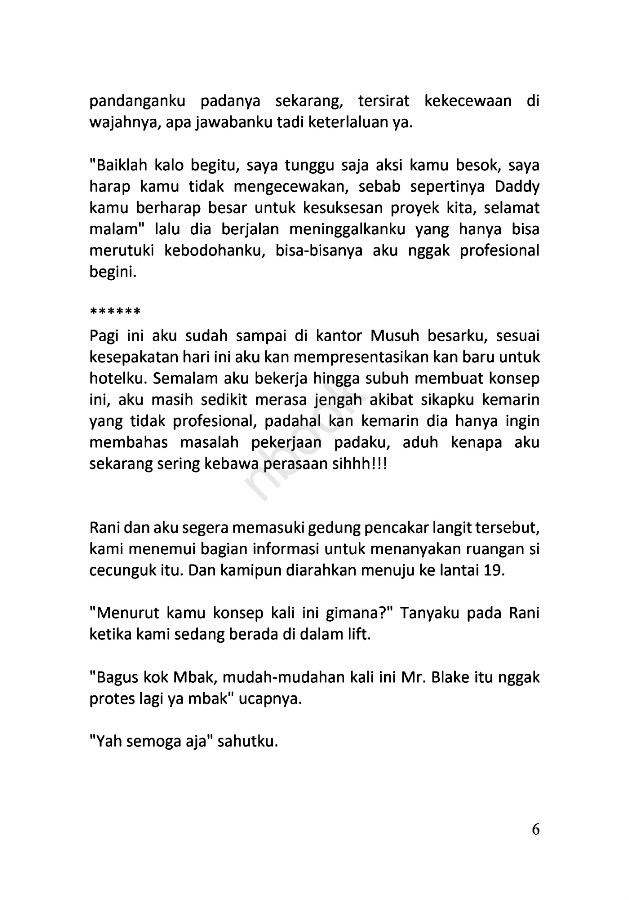 pandanganku padanya sekarang, tersirat kekecewaan di
wajahnya, apa jawabanku tadi keterlaluan ya.
"Baiklah kalo begitu, saya tunggu saja aksi kamu besok, saya
harap kamu tidak mengecewakan, sebab sepertinya Daddy
kamu berharap besar untuk kesuksesan proyek kita, selamat
malam" lalu dia berjalan meninggalkanku yang hanya bisa
merutuki kebodohanku, bisa-bisanya aku nggak profesional
begini.
******
Pagi ini aku sudah sampai di kantor Musuh besarku, sesuai
kesepakatan hari ini aku kan mempresentasikan kan baru untuk
hotelku. Semalam aku bekerja hingga subuh membuat konsep
ini, aku masih sedikit merasa jengah akibat sikapku kemarin
yang tidak profesional, padahal kan kemarin dia hanya ingin
membahas masalah pekerjaan padaku, aduh kenapa aku
sekarang sering kebawa perasaan sihhh!!!
Rani dan aku segera memasuki gedung pencakar langit tersebut,
kami menemui bagian informasi untuk menanyakan ruangan si
cecunguk itu. Dan kamipun diarahkan menuju ke lantai 19.
"Menurut kamu konsep kali ini gimana?" Tanyaku pada Rani
ketika kami sedang berada di dalam lift.
"Bagus kok Mbak, mudah-mudahan kali ini Mr. Blake itu nggak
protes lagi ya mbak" ucapnya.
"Yah semoga aja" sahutku.
6